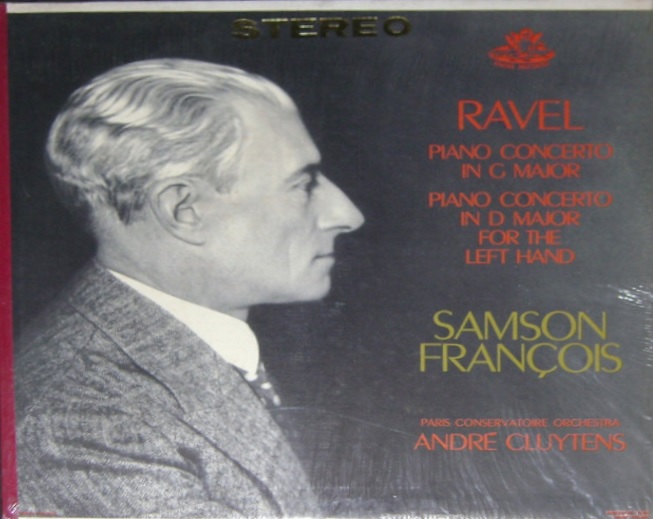 STEREO
RAVEL
PIANO CONCERTO
IN G MAJOR
PIANO CONCERTO
IN D MAJOR
FOR THE
LEFT HAND
SAMSON
FRANÇOIS
PARIS CONSERVATOIRE ORCHESTRA
ANDRÉ CLUYTENS